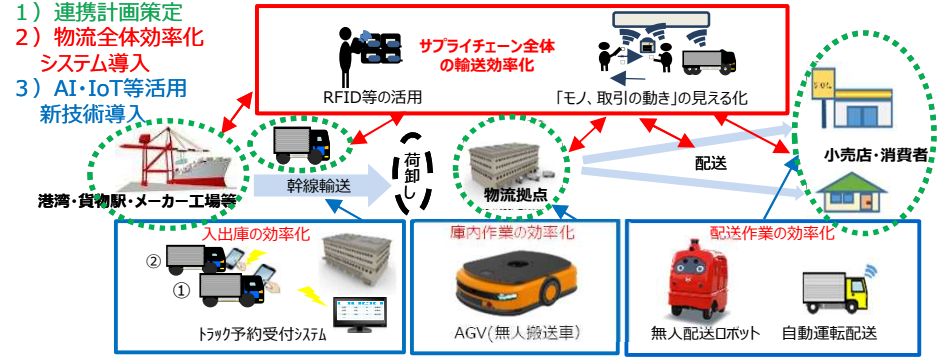 1）連携計画策定
2）物流全体効率化
システム導入
3）AI・IoT等活用
新技術導入
サプライチェーン全体
の輸送効率化
RFID等の活用
「モノ、取引の動き」の見える化
港湾・貨物駅・メーカー工場等
幹線輸送
荷卸し
物流拠点
配送
小売店・消費者
入出庫の効率化
②
①
トラック予約受付システム
庫内作業の効率化
AGV(無人搬送車)
配送作業の効率化
無人配送ロボット
自動運転配送